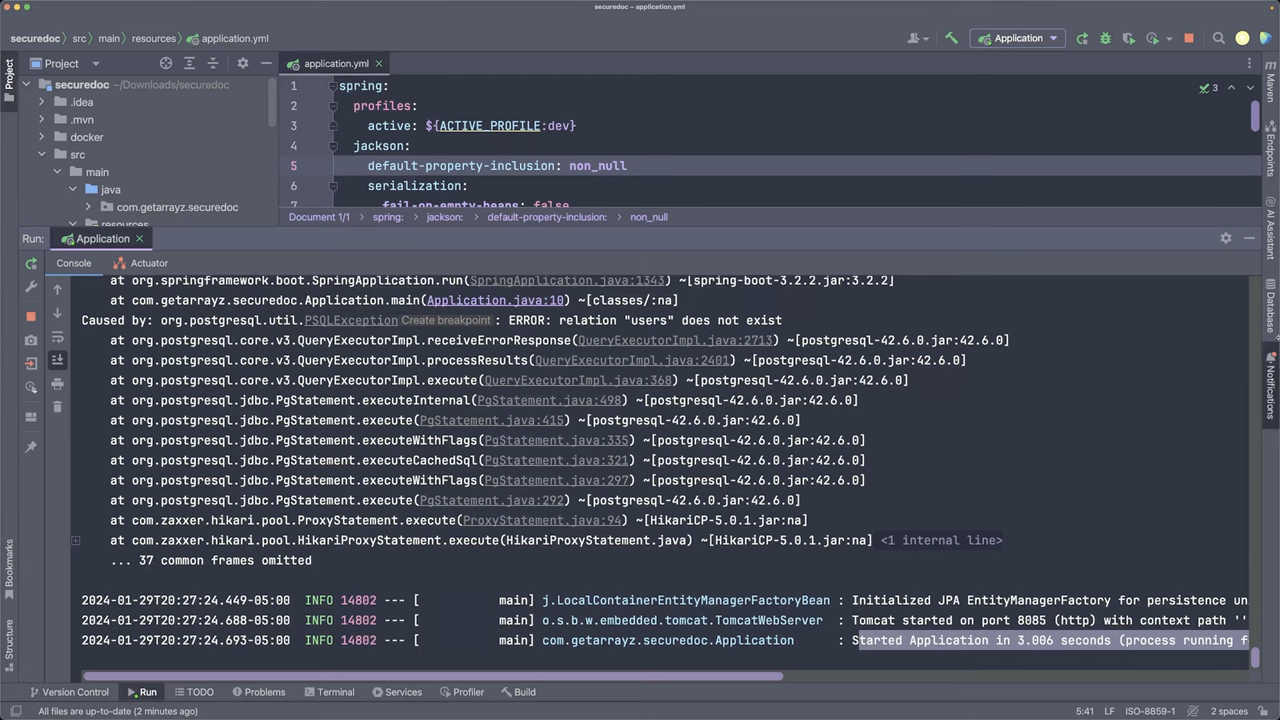 securedoc – application.yml
securedoc
src
main
resources
application.yml
Application
Project
Project
application.yml
securedoc ~/Downloads/securedoc
.idea
.mvn
docker
src
main
java
com.getarrayz.securedoc
resources
1 spring:
2 profiles:
3 active: ${ACTIVE_PROFILE:dev}
4 jackson:
5 default-property-inclusion: non_null
6 serialization:
7 fail-on-empty-beans: false
3
Document 1/1 spring: jackson: default-property-inclusion: non_null
Maven
Endpoints
AI Assistant
Database
Notifications
Run: Application
Console Actuator
at org.springframework.boot.SpringApplication.run(SpringApplication.java:1343) ~[spring-boot-3.2.2.jar:3.2.2]
at com.getarrayz.securedoc.Application.main(Application.java:10) ~[classes/:na]
Caused by: org.postgresql.util.PSQLException Create breakpoint : ERROR: relation "users" does not exist
at org.postgresql.core.v3.QueryExecutorImpl.receiveErrorResponse(QueryExecutorImpl.java:2713) ~[postgresql-42.6.0.jar:42.6.0]
at org.postgresql.core.v3.QueryExecutorImpl.processResults(QueryExecutorImpl.java:2401) ~[postgresql-42.6.0.jar:42.6.0]
at org.postgresql.core.v3.QueryExecutorImpl.execute(QueryExecutorImpl.java:368) ~[postgresql-42.6.0.jar:42.6.0]
at org.postgresql.jdbc.PgStatement.executeInternal(PgStatement.java:498) ~[postgresql-42.6.0.jar:42.6.0]
at org.postgresql.jdbc.PgStatement.execute(PgStatement.java:415) ~[postgresql-42.6.0.jar:42.6.0]
at org.postgresql.jdbc.PgStatement.executeWithFlags(PgStatement.java:335) ~[postgresql-42.6.0.jar:42.6.0]
at org.postgresql.jdbc.PgStatement.executeCachedSql(PgStatement.java:321) ~[postgresql-42.6.0.jar:42.6.0]
at org.postgresql.jdbc.PgStatement.executeWithFlags(PgStatement.java:297) ~[postgresql-42.6.0.jar:42.6.0]
at org.postgresql.jdbc.PgStatement.execute(PgStatement.java:292) ~[postgresql-42.6.0.jar:42.6.0]
at com.zaxxer.hikari.pool.ProxyStatement.execute(ProxyStatement.java:94) ~[HikariCP-5.0.1.jar:na]
at com.zaxxer.hikari.pool.HikariProxyStatement.execute(HikariProxyStatement.java) ~[HikariCP-5.0.1.jar:na] <1 internal line>
... 37 common frames omitted
2024-01-29T20:27:24.449-05:00 INFO 14802 --- [ main] j.LocalContainerEntityManagerFactoryBean : Initialized JPA EntityManagerFactory for persistence un
2024-01-29T20:27:24.688-05:00 INFO 14802 --- [ main] o.s.b.w.embedded.tomcat.TomcatWebServer : Tomcat started on port 8085 (http) with context path ''
2024-01-29T20:27:24.693-05:00 INFO 14802 --- [ main] com.getarrayz.securedoc.Application : Started Application in 3.006 seconds (process running f
Bookmarks
Structure
Version Control Run TODO Problems Terminal Services Profiler Build
All files are up-to-date (2 minutes ago) 5:41 LF ISO-8859-1 2 spaces